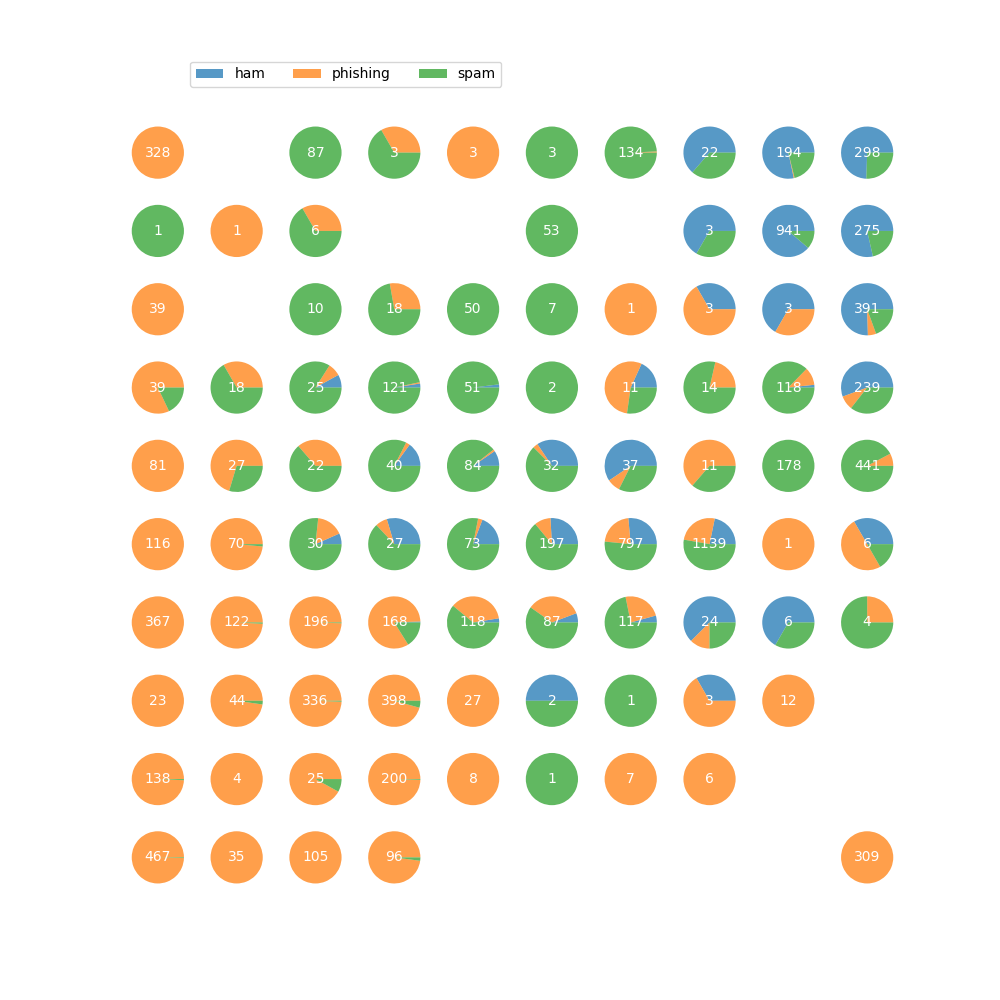 ham phishing spam
328 87 3 3 3 134 22 194 298
1 1 6 53 3 941 275
39 10 18 50 7 1 3 3 391
39 18 25 121 51 2 11 14 118 239
81 27 22 40 84 32 37 11 178 441
116 70 30 27 73 197 797 1139 1 6
367 122 196 168 118 87 117 24 6 4
23 44 336 398 27 2 1 3 12
138 4 25 200 8 1 7 6
467 35 105 96 309